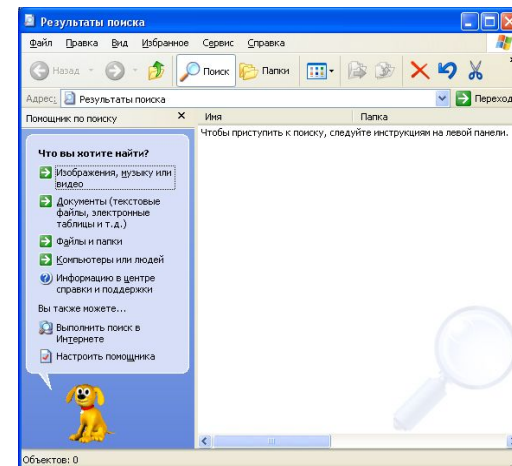 Результаты поиска
Файл Правка Вид Избранное Сервис Справка
Назад Поиск Папки
Адрес: Результаты поиска Переход
Помощник по поиску Имя Папка
Чтобы приступить к поиску, следуйте инструкциям на левой панели.
Что вы хотите найти?
Изображения, музыку или
видео
Документы (текстовые
файлы, электронные
таблицы и т.д.)
Файлы и папки
Компьютеры или людей
Информацию в центре
справки и поддержки
Вы также можете...
Выполнить поиск в
Интернете
Настроить помощника
Объектов: 0